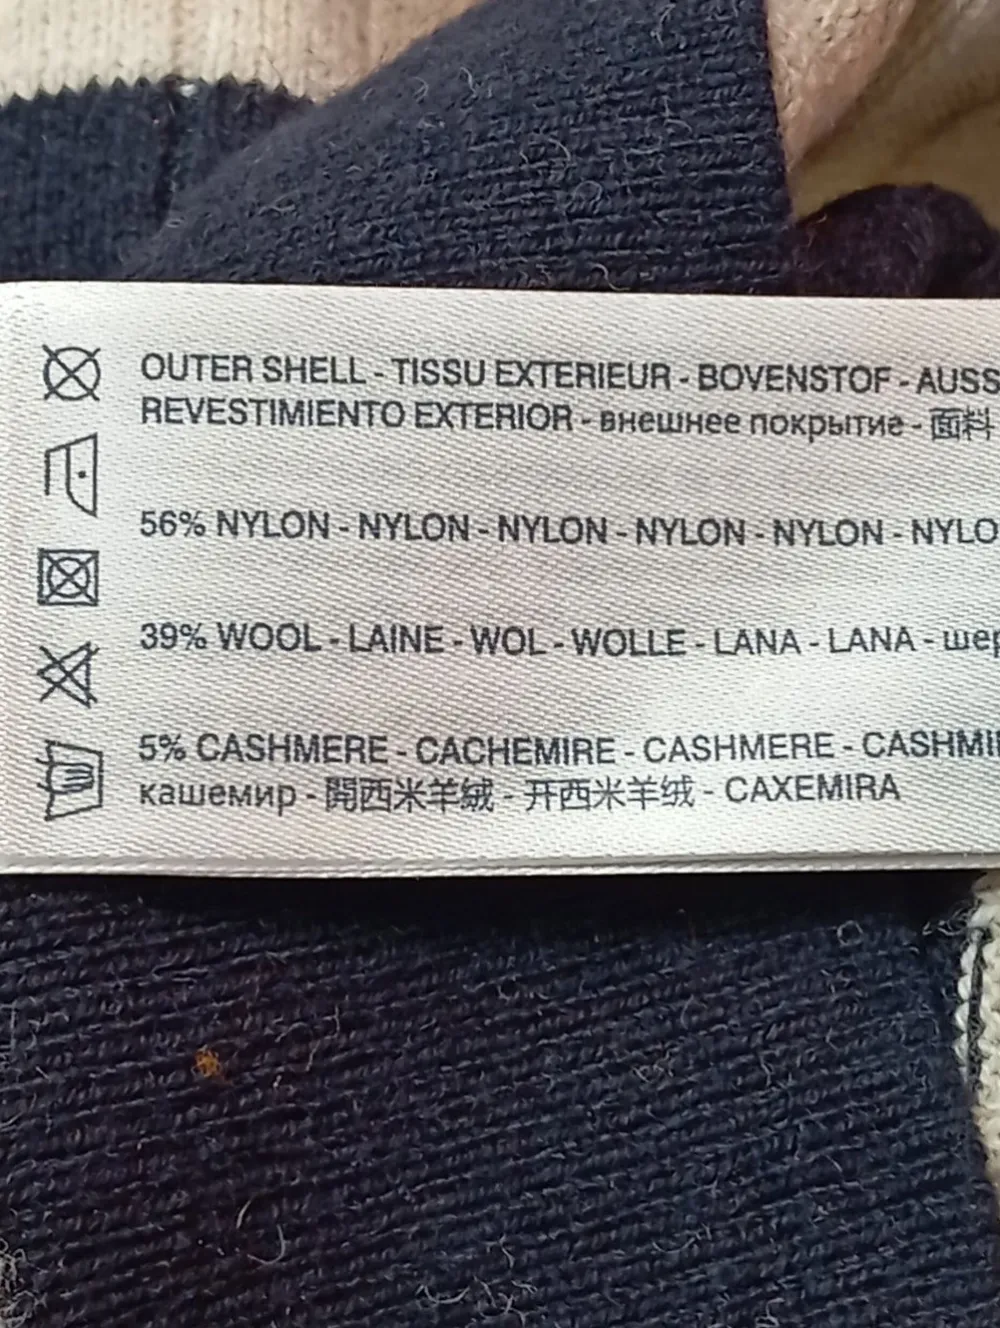 OUTER SHELL - TISSU EXTERIEUR - BOVENSTOF - AUSS
REVESTIMIENTO EXTERIOR - внешнее покрытие - 面料
56% NYLON - NYLON - NYLON - NYLON - NYLON - NYLO
39% WOOL - LAINE - WOL - WOLLE - LANA - LANA - шер
5% CASHMERE - CACHEMIRE - CASHMERE - CASHMI
кашемир - 開西米羊絨 - 开西米羊绒 - CAXEMIRA